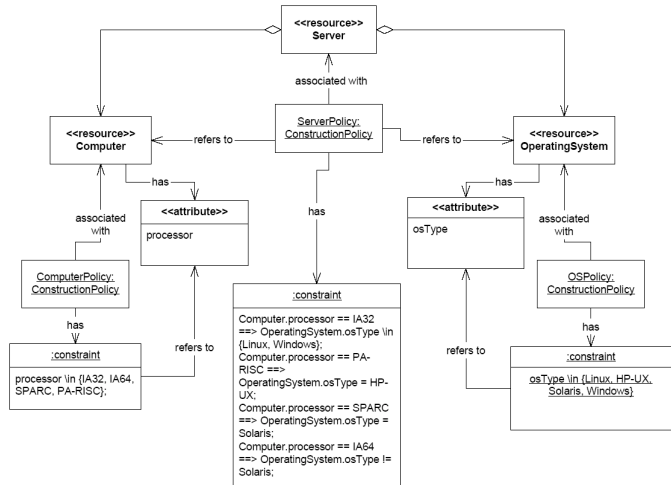 <<resource>>
Server
associated with
<<resource>>
Computer
refers to
ServerPolicy:
ConstructionPolicy
refers to
<<resource>>
OperatingSystem
has
has
<<attribute>>
processor
has
<<attribute>>
osType
associated
with
associated
with
ComputerPolicy:
ConstructionPolicy
OSPolicy:
ConstructionPolicy
has
has
:constraint
processor \in {IA32, IA64,
SPARC, PA-RISC};
refers to
:constraint
Computer.processor == IA32
==> OperatingSystem.osType \in
{Linux, Windows};
Computer.processor == PA-
RISC ==>
OperatingSystem.osType = HP-
UX;
Computer.processor == SPARC
==> OperatingSystem.osType =
Solaris;
Computer.processor == IA64
==> OperatingSystem.osType !=
Solaris;
refers to
:constraint
osType \in {Linux, HP-UX,
Solaris, Windows}